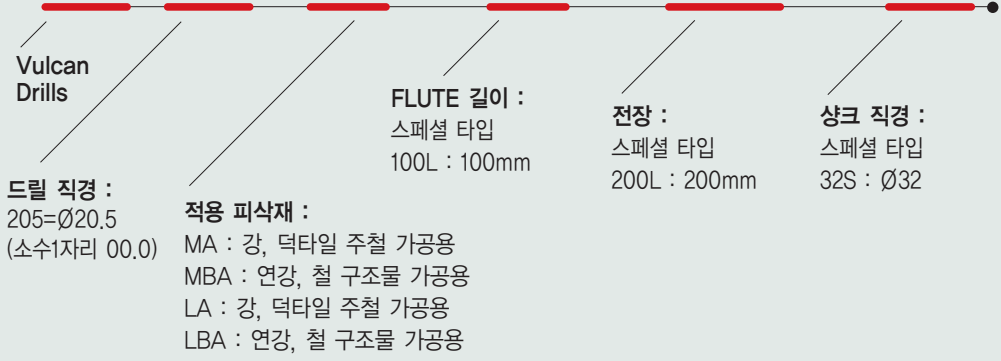 Vulcan
Drills
드릴 직경 :
205=Ø20.5
(소수1자리 00.0)
적용 피삭재 :
MA : 강, 덕타일 주철 가공용
MBA : 연강, 철 구조물 가공용
LA : 강, 덕타일 주철 가공용
LBA : 연강, 철 구조물 가공용
FLUTE 길이 :
스페셜 타입
100L : 100mm
전장 :
스페셜 타입
200L : 200mm
샹크 직경 :
스페셜 타입
32S : Ø32